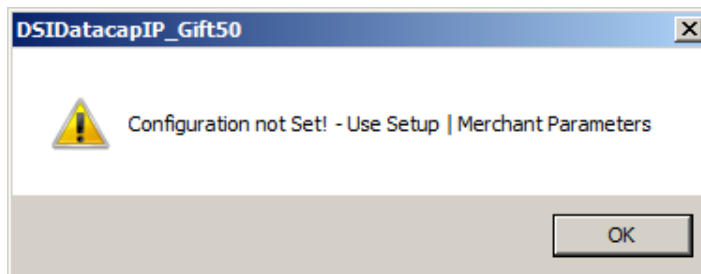 DSIDatacapIP_Gift50
Configuration not Set! - Use Setup | Merchant Parameters
OK